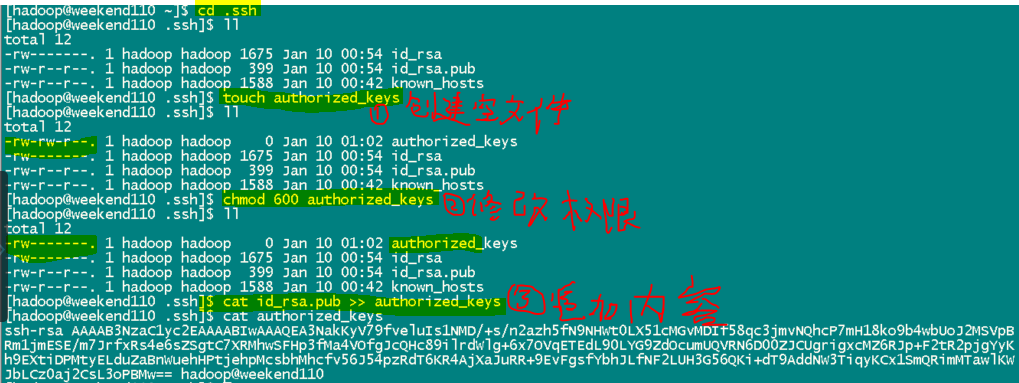 [hadoop@weekend110 ~]$ cd .ssh
[hadoop@weekend110 .ssh]$ ll
total 12
-rw-------. 1 hadoop hadoop 1675 Jan 10 00:54 id_rsa
-rw-r--r--. 1 hadoop hadoop  399 Jan 10 00:54 id_rsa.pub
-rw-r--r--. 1 hadoop hadoop 1588 Jan 10 00:42 known_hosts
[hadoop@weekend110 .ssh]$ touch authorized_keys
[hadoop@weekend110 .ssh]$ ll
①创建空文件
total 12
-rw-rw-r--. 1 hadoop hadoop    0 Jan 10 01:02 authorized_keys
-rw-------. 1 hadoop hadoop 1675 Jan 10 00:54 id_rsa
-rw-r--r--. 1 hadoop hadoop  399 Jan 10 00:54 id_rsa.pub
-rw-r--r--. 1 hadoop hadoop 1588 Jan 10 00:42 known_hosts
[hadoop@weekend110 .ssh]$ chmod 600 authorized_keys
②修改权限
[hadoop@weekend110 .ssh]$ ll
total 12
-rw-------. 1 hadoop hadoop    0 Jan 10 01:02 authorized_keys
-rw-------. 1 hadoop hadoop 1675 Jan 10 00:54 id_rsa
-rw-r--r--. 1 hadoop hadoop  399 Jan 10 00:54 id_rsa.pub
-rw-r--r--. 1 hadoop hadoop 1588 Jan 10 00:42 known_hosts
[hadoop@weekend110 .ssh]$ cat id_rsa.pub >> authorized_keys
③追加内容
[hadoop@weekend110 .ssh]$ cat authorized_keys
ssh-rsa
hadoop@weekend110